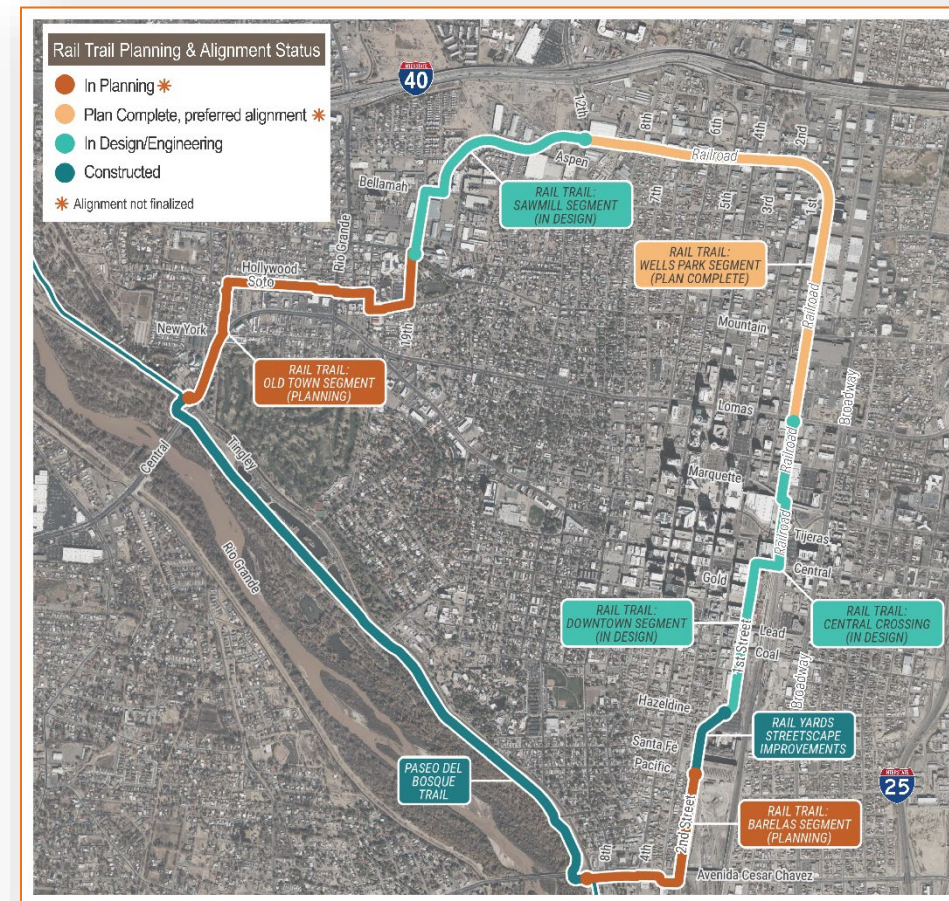 Rail Trail Planning & Alignment Status
In Planning *
Plan Complete, preferred alignment *
In Design/Engineering
Constructed
* Alignment not finalized
INTERSTATE
40
12th
8th
6th
4th
2nd
Railroad
Aspen
Bellamah
RAIL TRAIL:
SAWMILL SEGMENT
(IN DESIGN)
7th
5th
3rd
1st
Rio Grande
RAIL TRAIL:
WELLS PARK SEGMENT
(PLAN COMPLETE)
Hollywood
Soto
Railroad
New York
19th
Mountain
RAIL TRAIL:
OLD TOWN SEGMENT
(PLANNING)
Lomas
Broadway
Central
Tingley
Railroad
Marquette
Railroad
Tijeras
Rio Grande
Gold
Central
RAIL TRAIL:
DOWNTOWN SEGMENT
(IN DESIGN)
1st Street
Lead
Coal
RAIL TRAIL:
CENTRAL CROSSING
(IN DESIGN)
Broadway
Hazeldine
RAIL YARDS
STREETSCAPE
IMPROVEMENTS
Santa Fe
Pacific
PASEO DEL
BOSQUE
TRAIL
INTERSTATE
25
2nd Street
RAIL TRAIL:
BARELAS SEGMENT
(PLANNING)
8th
4th
Avenida Cesar Chavez